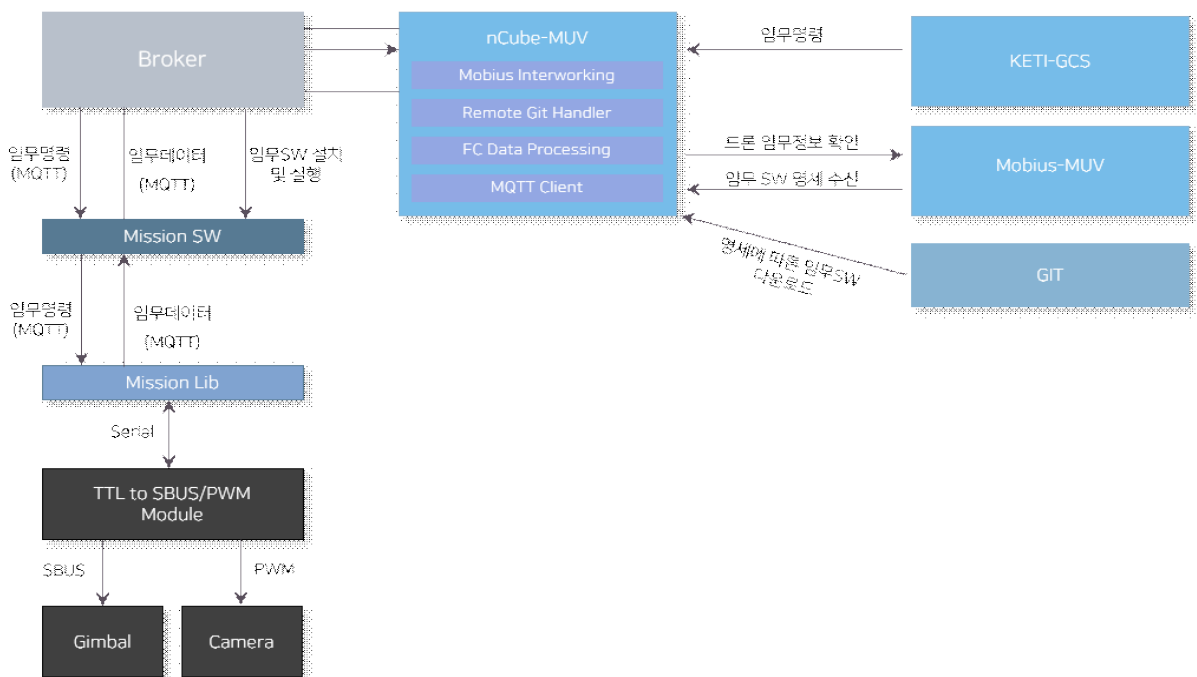 Broker
nCube-MUV
Mobius Interworking
Remote Git Handler
FC Data Processing
MQTT Client
임무명령
KETI-GCS
드론 임무정보 확인
임무 SW 명세 수신
Mobius-MUV
명세에 따른 임무SW
다운로드
GIT
임무명령
(MQTT)
임무데이터
(MQTT)
임무SW 설치
및 실행
Mission SW
임무명령
(MQTT)
임무데이터
(MQTT)
Mission Lib
Serial
TTL to SBUS/PWM
Module
SBUS
PWM
Gimbal
Camera